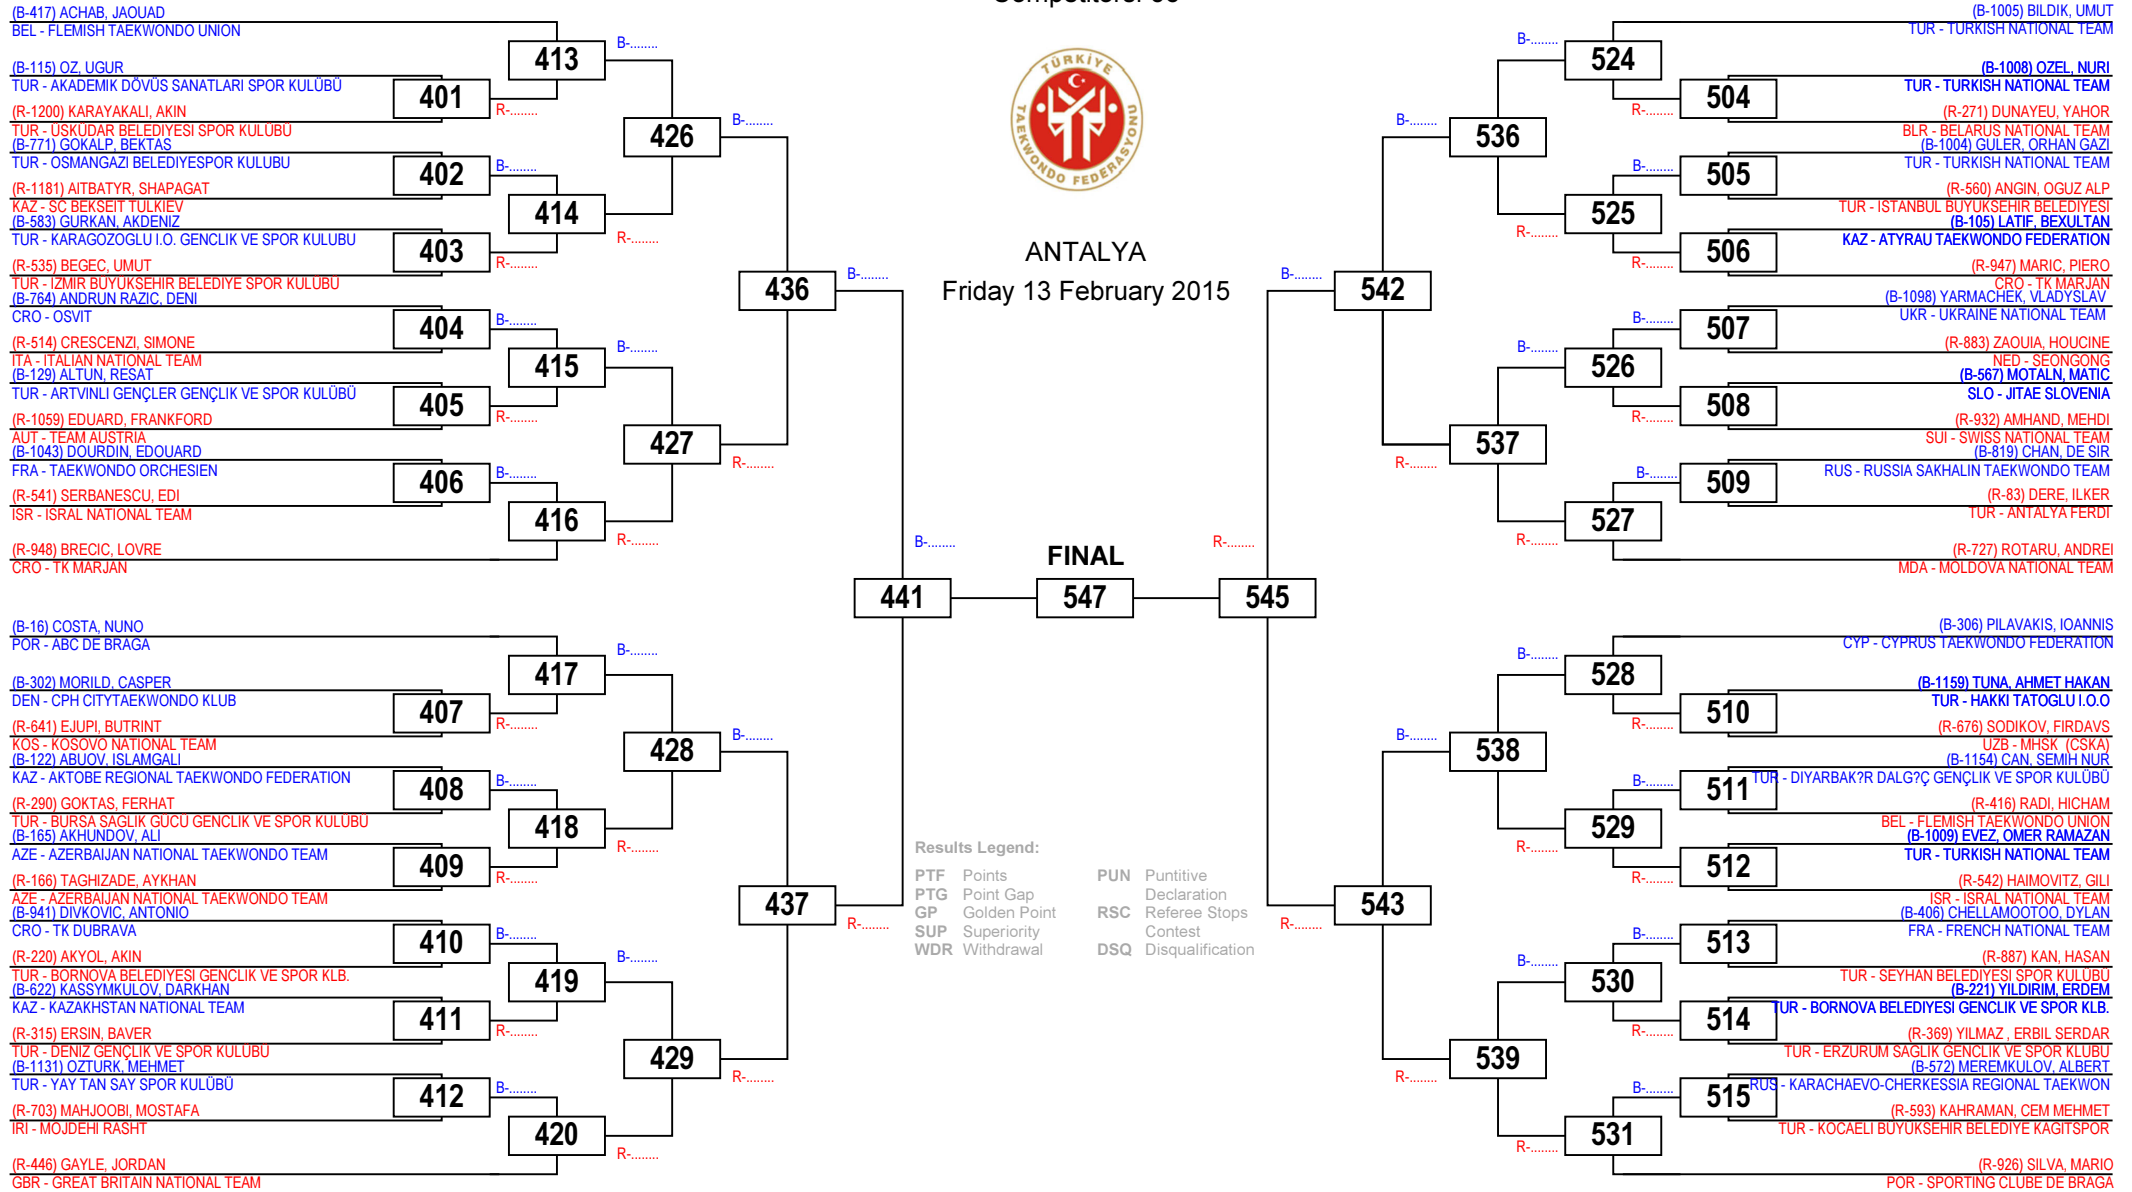 (B-417) ACHAB, JAOUAD
BEL - FLEMISH TAEKWONDO UNION
413
B-........
(B-115) OZ, UGUR
TUR - AKADEMIK DÖVÜS SANATLARI SPOR KULÜBÜ
401
R-........
(R-1200) KARAYAKALI, AKIN
TUR - ÜSKÜDAR BELEDIYESI SPOR KULÜBÜ
426
B-........
(B-771) GOKALP, BEKTAS
TUR - OSMANGAZI BELEDIYESPOR KULUBU
402
B-........
(R-1181) AITBATYR, SHAPAGAT
KAZ - SC BEKSEIT TULKIEV
414
R-........
(B-583) GURKAN, AKDENIZ
TUR - KARAGOZOGLU I.O. GENCLIK VE SPOR KULUBU
403
R-........
(R-535) BEGEC, UMUT
TUR - IZMIR BUYUKSEHIR BELEDIYE SPOR KULUBU
436
B-........
(B-764) ANDRUN RAZIC, DENI
CRO - OSVIT
404
B-........
(R-514) CRESCENZI, SIMONE
ITA - ITALIAN NATIONAL TEAM
415
B-........
(B-129) ALTUN, RESAT
TUR - ARTVINLI GENÇLER GENÇLIK VE SPOR KULÜBÜ
405
R-........
(R-1059) EDUARD, FRANKFORD
AUT - TEAM AUSTRIA
427
R-........
(B-1043) DOURDIN, EDOUARD
FRA - TAEKWONDO ORCHESIEN
406
B-........
(R-541) SERBANESCU, EDI
ISR - ISRAL NATIONAL TEAM
416
R-........
(R-948) BRECIC, LOVRE
CRO - TK MARJAN
B-........
441
(B-16) COSTA, NUNO
POR - ABC DE BRAGA
417
B-........
(B-302) MORILD, CASPER
DEN - CPH CITYTAEKWONDO KLUB
407
R-........
(R-641) EJUPI, BUTRINT
KOS - KOSOVO NATIONAL TEAM
428
B-........
(B-122) ABUOV, ISLAMGALI
KAZ - AKTOBE REGIONAL TAEKWONDO FEDERATION
408
B-........
(R-290) GOKTAS, FERHAT
TUR - BURSA SAGLIK GÜCÜ GENCLIK VE SPOR KULÜBÜ
418
R-........
(B-165) AKHUNDOV, ALI
AZE - AZERBAIJAN NATIONAL TAEKWONDO TEAM
409
R-........
(R-166) TAGHIZADE, AYKHAN
AZE - AZERBAIJAN NATIONAL TAEKWONDO TEAM
437
R-........
(B-941) DIVKOVIC, ANTONIO
CRO - TK DUBRAVA
410
B-........
(R-220) AKYOL, AKIN
TUR - BORNOVA BELEDIYESI GENCLIK VE SPOR KLB.
419
B-........
(B-622) KASSYMKULOV, DARKHAN
KAZ - KAZAKHSTAN NATIONAL TEAM
411
R-........
(R-315) ERSIN, BAVER
TUR - DENIZ GENÇLIK VE SPOR KULUBU
429
R-........
(B-1131) OZTURK, MEHMET
TUR - YAY TAN SAY SPOR KULÜBÜ
412
B-........
(R-703) MAHJOOBI, MOSTAFA
IRI - MOJDEHI RASHT
420
R-........
(R-446) GAYLE, JORDAN
GBR - GREAT BRITAIN NATIONAL TEAM
TÜRKİYE
TAEKWONDO FEDERASYONU
ANTALYA
Friday 13 February 2015
FINAL
547
Results Legend:
PTF Points
PTG Point Gap
GP Golden Point
SUP Superiority
WDR Withdrawal
PUN Puntitive
Declaration
RSC Referee Stops
Contest
DSQ Disqualification
(B-1005) BILDIK, UMUT
TUR - TURKISH NATIONAL TEAM
B-........
524
(B-1008) OZEL, NURI
TUR - TURKISH NATIONAL TEAM
R-........
504
(R-271) DUNAYEU, YAHOR
BLR - BELARUS NATIONAL TEAM
B-........
536
(B-1004) GULER, ORHAN GAZI
TUR - TURKISH NATIONAL TEAM
B-........
505
(R-560) ANGIN, OGUZ ALP
TUR - ISTANBUL BUYUKSEHIR BELEDIYESI
R-........
525
(B-105) LATIF, BEXULTAN
KAZ - ATYRAU TAEKWONDO FEDERATION
R-........
506
(R-947) MARIC, PIERO
CRO - TK MARJAN
B-........
542
(B-1098) YARMACHEK, VLADYSLAV
UKR - UKRAINE NATIONAL TEAM
B-........
507
(R-883) ZAOUIA, HOUCINE
NED - SEONGONG
B-........
526
(B-567) MOTALN, MATIC
SLO - JITAE SLOVENIA
R-........
508
(R-932) AMHAND, MEHDI
SUI - SWISS NATIONAL TEAM
R-........
537
(B-819) CHAN, DE SIR
RUS - RUSSIA SAKHALIN TAEKWONDO TEAM
B-........
509
(R-83) DERE, ILKER
TUR - ANTALYA FERDI
R-........
527
(R-727) ROTARU, ANDREI
MDA - MOLDOVA NATIONAL TEAM
R-........
545
(B-306) PILAVAKIS, IOANNIS
CYP - CYPRUS TAEKWONDO FEDERATION
B-........
528
(B-1159) TUNA, AHMET HAKAN
TUR - HAKKI TATOGLU I.O.O
R-........
510
(R-676) SODIKOV, FIRDAVS
UZB - MHSK (CSKA)
B-........
538
(B-1154) CAN, SEMIH NUR
TUR - DIYARBAK?R DALG?Ç GENÇLIK VE SPOR KULÜBÜ
B-........
511
(R-416) RADI, HICHAM
BEL - FLEMISH TAEKWONDO UNION
R-........
529
(B-1009) EVEZ, OMER RAMAZAN
TUR - TURKISH NATIONAL TEAM
R-........
512
(R-542) HAIMOVITZ, GILI
ISR - ISRAL NATIONAL TEAM
R-........
543
(B-406) CHELLAMOOTOO, DYLAN
FRA - FRENCH NATIONAL TEAM
B-........
513
(R-887) KAN, HASAN
TUR - SEYHAN BELEDIYESI SPOR KULÜBÜ
B-........
530
(B-221) YILDIRIM, ERDEM
TUR - BORNOVA BELEDIYESI GENCLIK VE SPOR KLB.
R-........
514
(R-369) YILMAZ , ERBIL SERDAR
TUR - ERZURUM SAGLIK GENCLIK VE SPOR KLUBU
R-........
539
(B-572) MEREMKULOV, ALBERT
RUS - KARACHAEVO-CHERKESSIA REGIONAL TAEKWON
B-........
515
(R-593) KAHRAMAN, CEM MEHMET
TUR - KOCAELI BUYUKSEHIR BELEDIYE KAGITSPOR
R-........
531
(R-926) SILVA, MARIO
POR - SPORTING CLUBE DE BRAGA